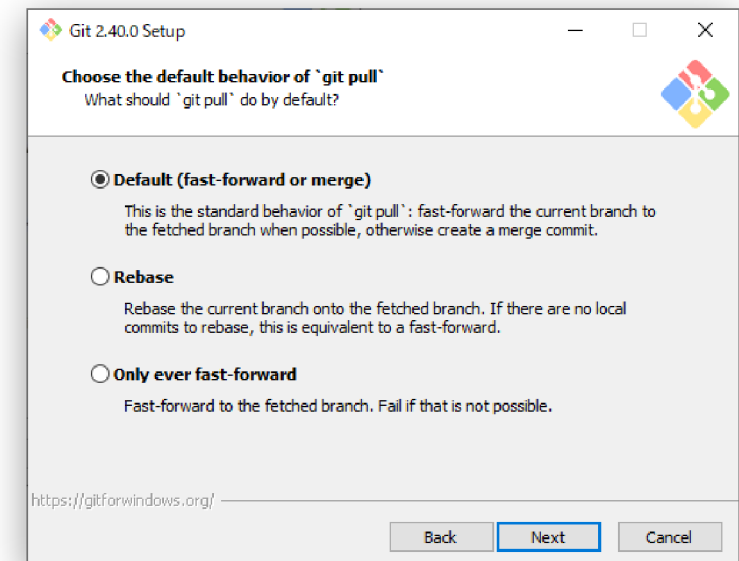 Git 2.40.0 Setup
Choose the default behavior of `git pull`
What should `git pull` do by default?
Default (fast-forward or merge)
This is the standard behavior of `git pull`: fast-forward the current branch to
the fetched branch when possible, otherwise create a merge commit.
Rebase
Rebase the current branch onto the fetched branch. If there are no local
commits to rebase, this is equivalent to a fast-forward.
Only ever fast-forward
Fast-forward to the fetched branch. Fail if that is not possible.
https://gitforwindows.org/
Back Next Cancel